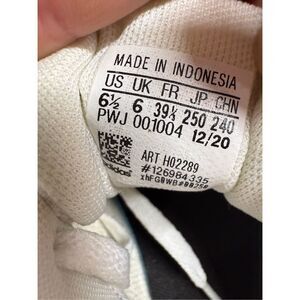 MADE IN INDONESIA
US UK FR JP CHN
6½ 6 39⅓ 250 240
PWJ 001004 12/20
ART H02289
#126984335
adidas